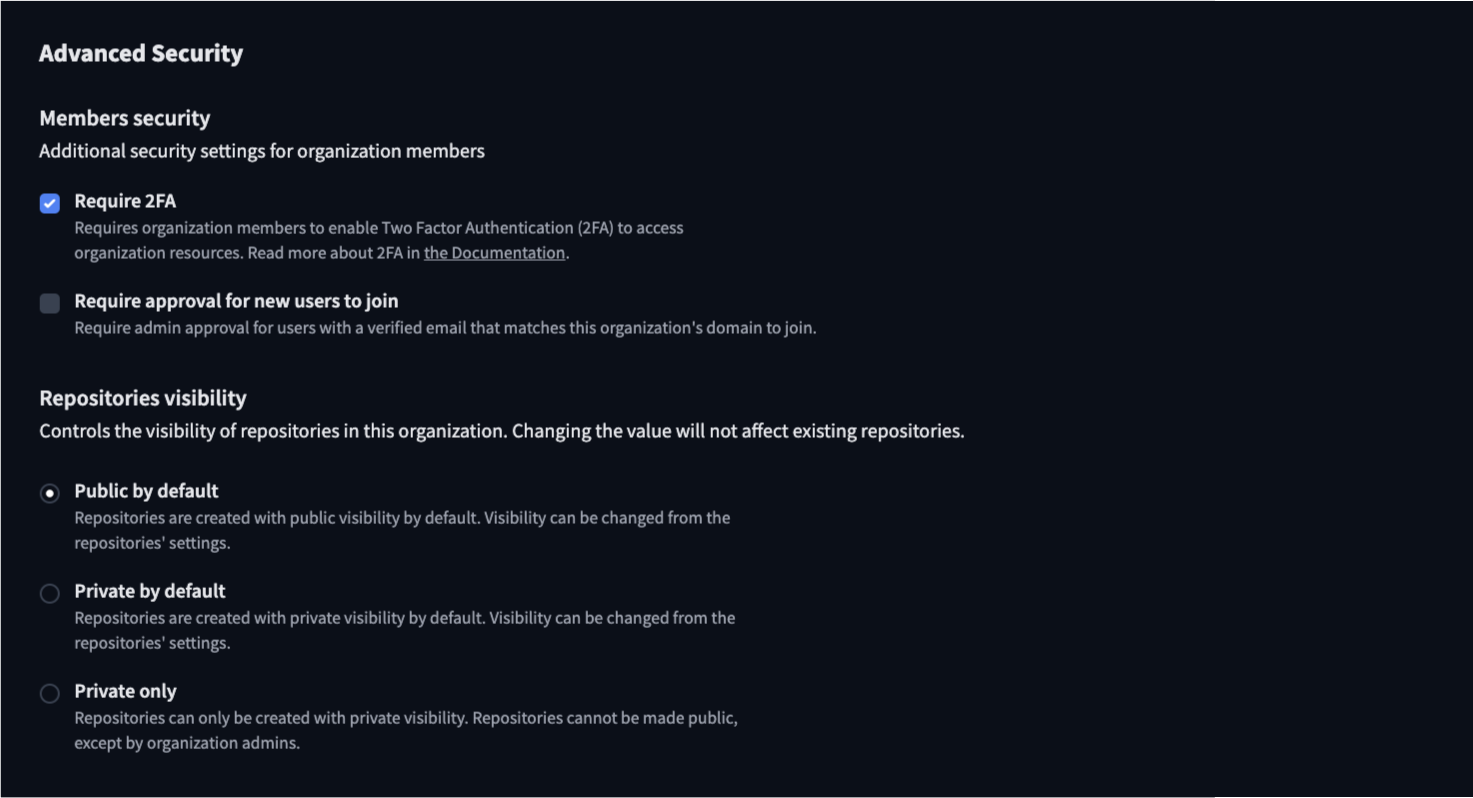 Advanced Security
Members security
Additional security settings for organization members
Require 2FA
Requires organization members to enable Two Factor Authentication (2FA) to access
organization resources. Read more about 2FA in the Documentation.
Require approval for new users to join
Require admin approval for users with a verified email that matches this organization's domain to join.
Repositories visibility
Controls the visibility of repositories in this organization. Changing the value will not affect existing repositories.
Public by default
Repositories are created with public visibility by default. Visibility can be changed from the
repositories' settings.
Private by default
Repositories are created with private visibility by default. Visibility can be changed from the
repositories' settings.
Private only
Repositories can only be created with private visibility. Repositories cannot be made public,
except by organization admins.